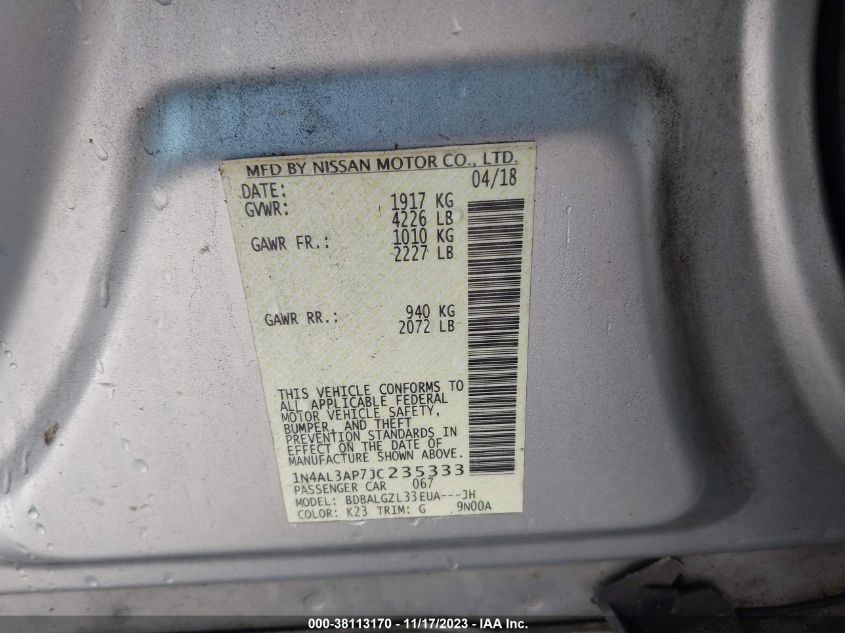 MFD BY NISSAN MOTOR CO., LTD.
DATE: 04/18
GVWR: 1917 KG
4226 LB
GAWR FR.: 1010 KG
2227 LB
GAWR RR.: 940 KG
2072 LB
THIS VEHICLE CONFORMS TO
ALL APPLICABLE FEDERAL
MOTOR VEHICLE SAFETY,
BUMPER, AND THEFT
PREVENTION STANDARDS IN
EFFECT ON THE DATE OF
MANUFACTURE SHOWN ABOVE.
1N4AL3AP7JC235333
PASSENGER CAR 067
MODEL: BDBALGZL33EUA---JH
COLOR: K23 TRIM: G 9N00A
000-38113170 - 11/17/2023 - IAA Inc.